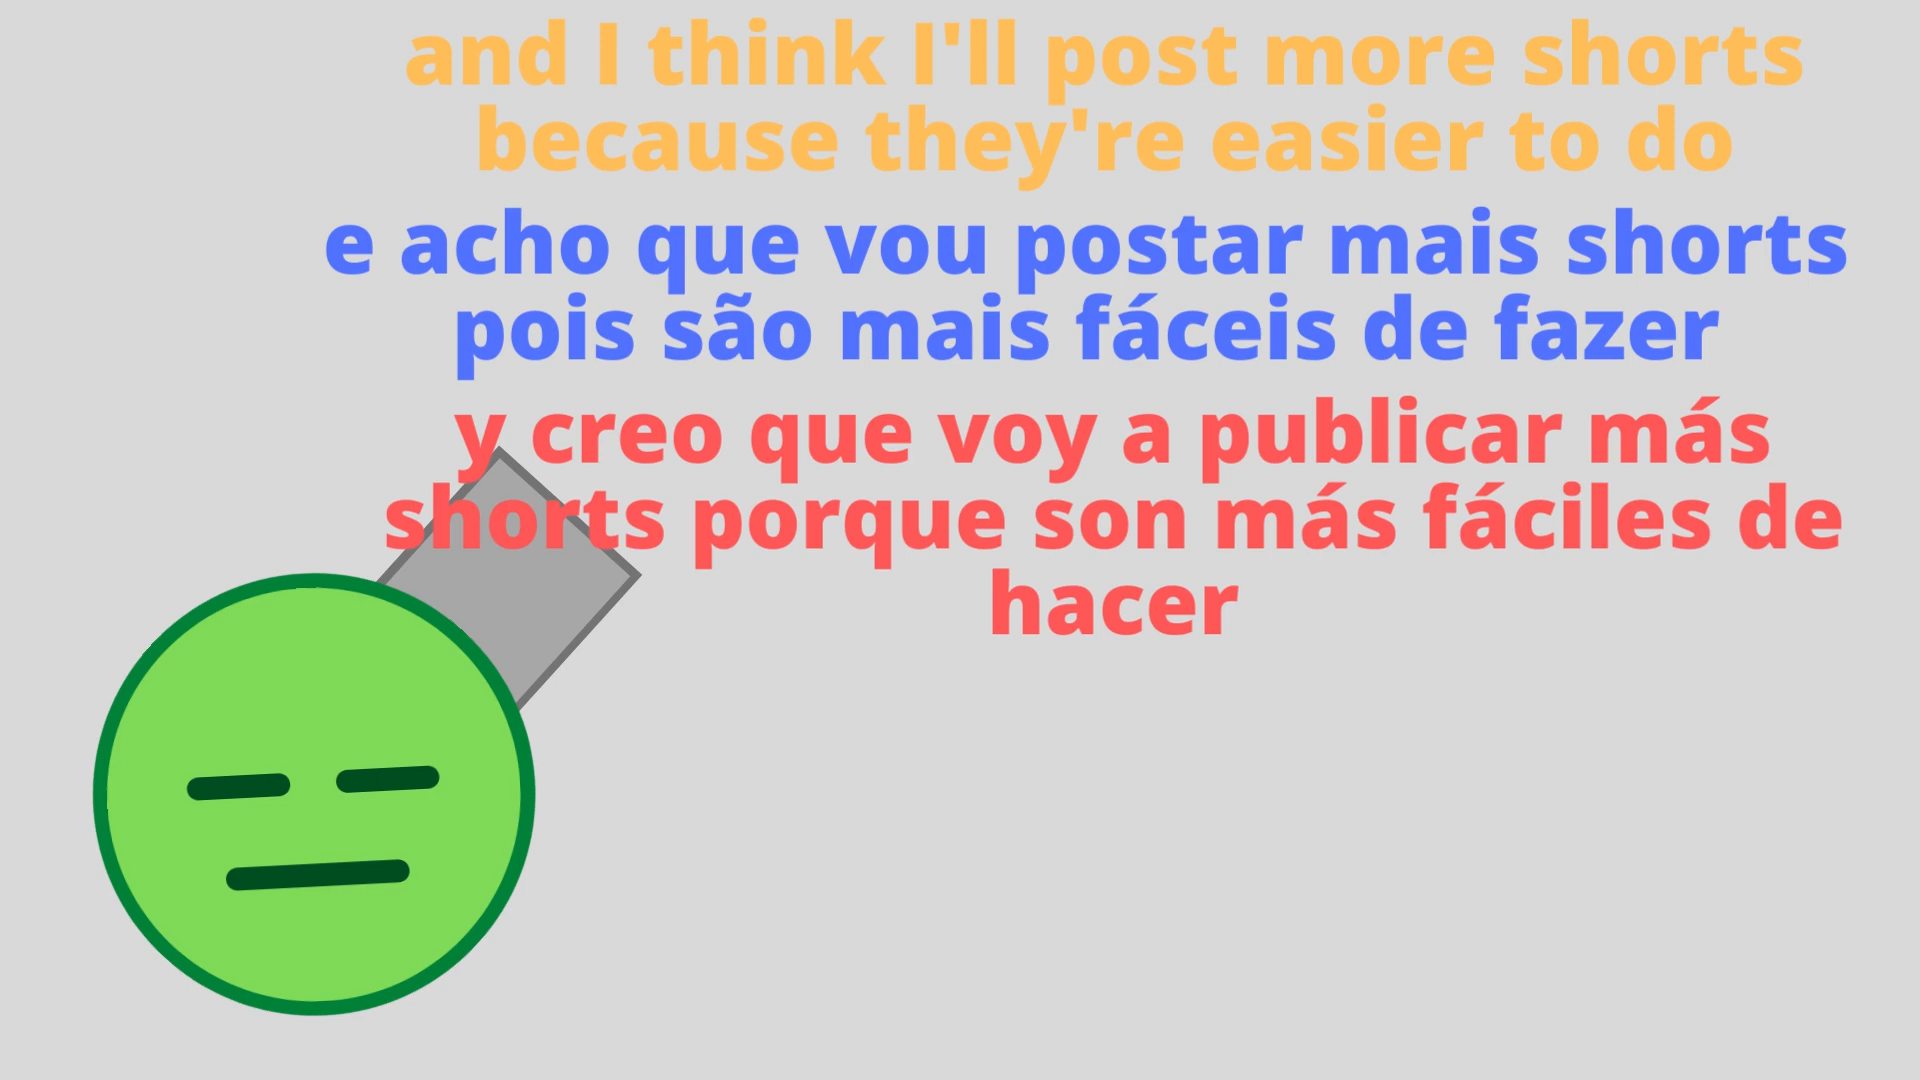 and I think I'll post more shorts
because they're easier to do
e acho que vou postar mais shorts
pois são mais fáceis de fazer
y creo que voy a publicar más
shorts porque son más fáciles de
hacer